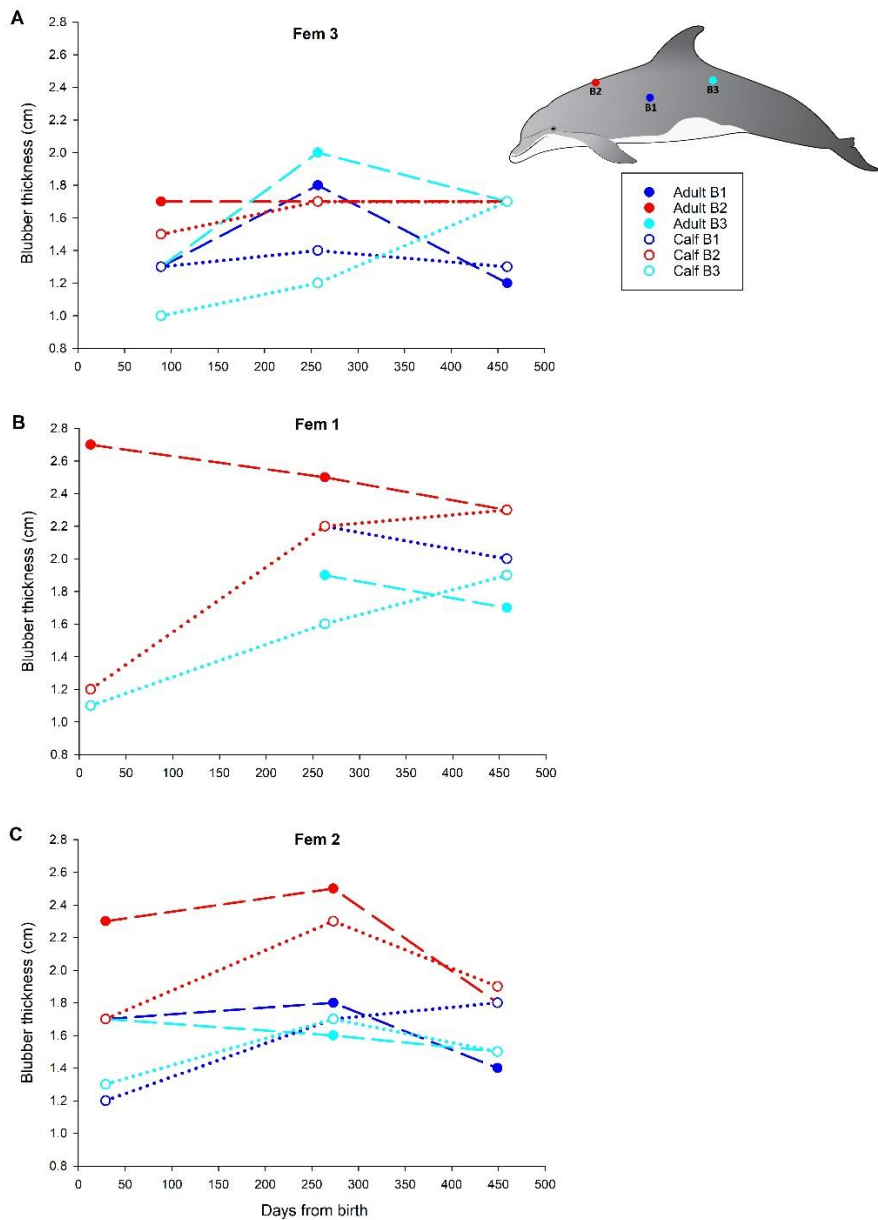 A
Fem 3
Blubber thickness (cm)
2.8
2.6
2.4
2.2
2.0
1.8
1.6
1.4
1.2
1.0
0.8
0 50 100 150 200 250 300 350 400 450 500
B2
B1
B3
Adult B1
Adult B2
Adult B3
Calf B1
Calf B2
Calf B3
B
Fem 1
Blubber thickness (cm)
2.8
2.6
2.4
2.2
2.0
1.8
1.6
1.4
1.2
1.0
0.8
0 50 100 150 200 250 300 350 400 450 500
C
Fem 2
Blubber thickness (cm)
2.8
2.6
2.4
2.2
2.0
1.8
1.6
1.4
1.2
1.0
0.8
0 50 100 150 200 250 300 350 400 450 500
Days from birth